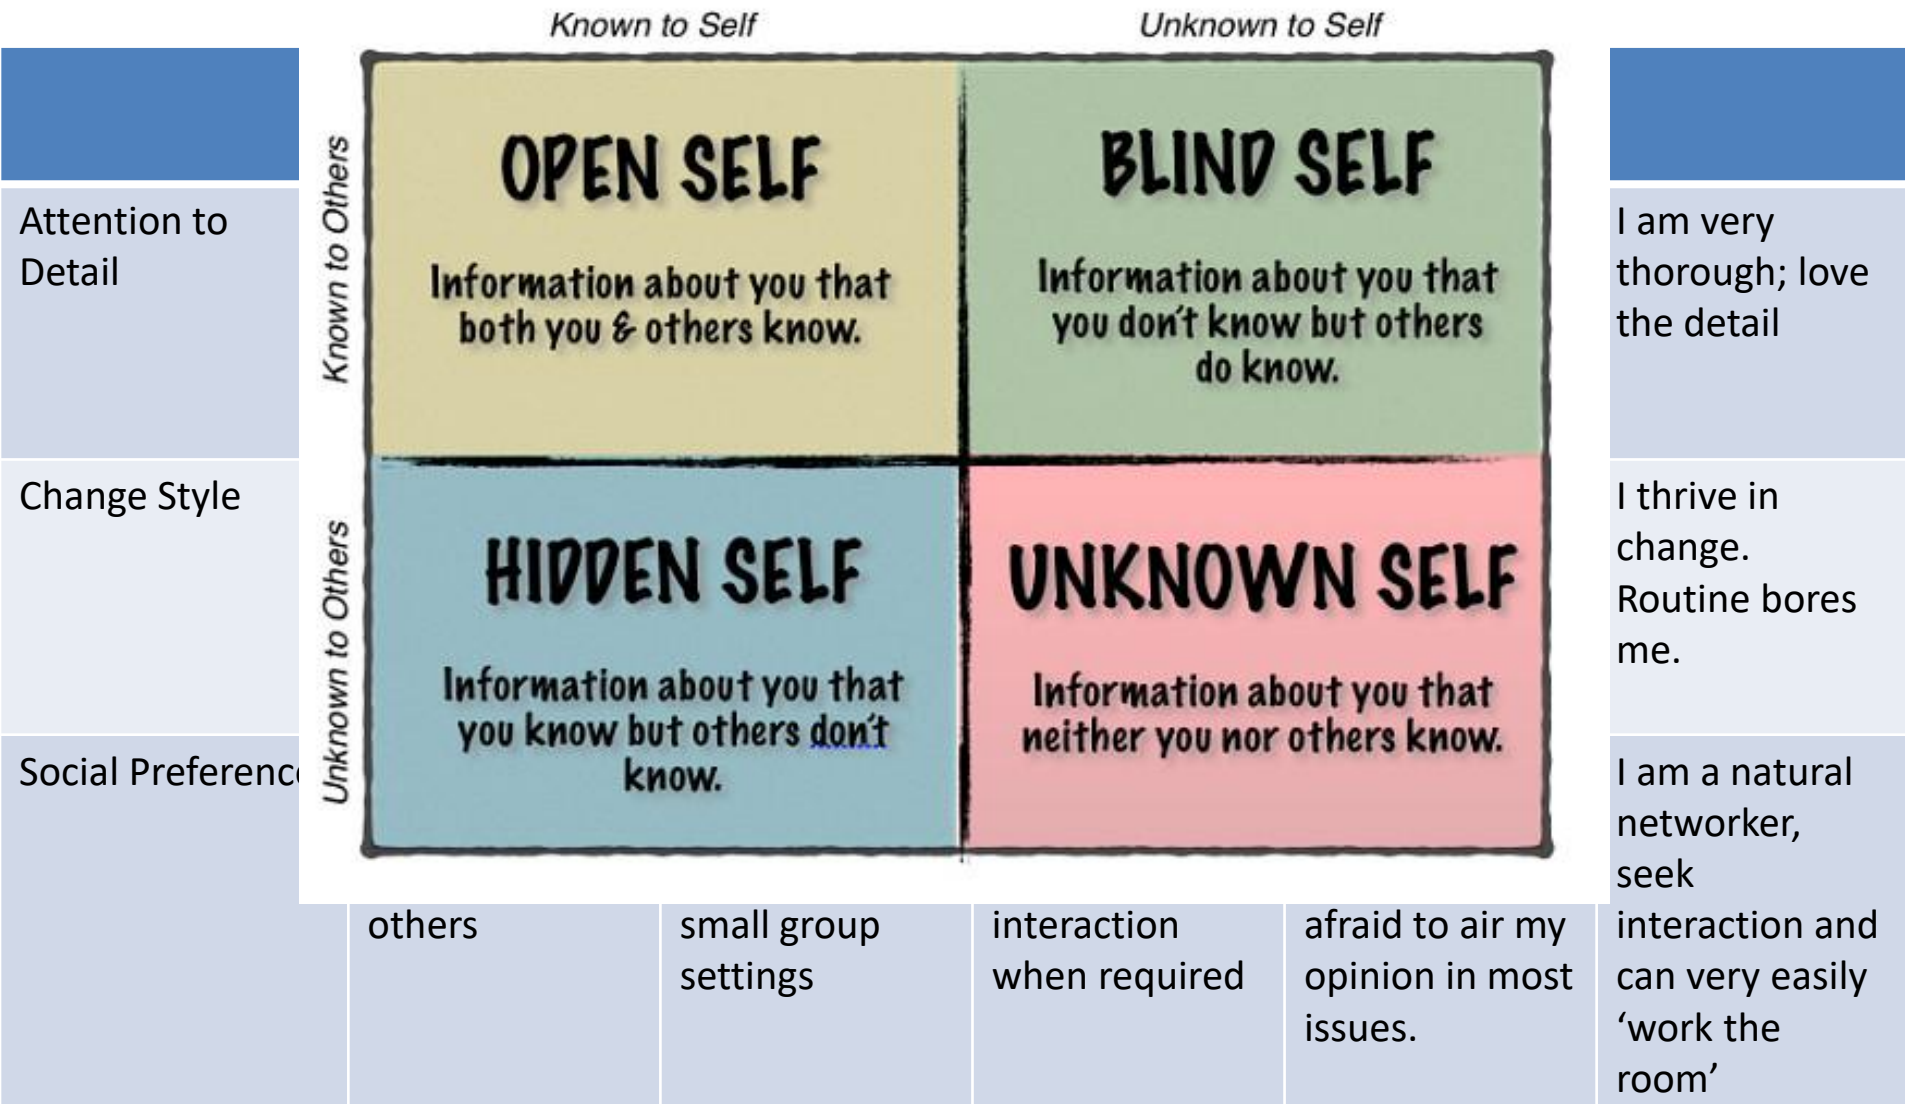 Known to Self
Unknown to Self
Known to Others
OPEN SELF
Information about you that
both you & others know.
BLIND SELF
Information about you that
you don't know but others
do know.
Unknown to Others
HIDDEN SELF
Information about you that
you know but others don't
know.
UNKNOWN SELF
Information about you that
neither you nor others know.
Attention to
Detail
I am very
thorough; love
the detail
Change Style
I thrive in
change.
Routine bores
me.
Social Preference
others
small group
settings
interaction
when required
afraid to air my
opinion in most
issues.
I am a natural
networker,
seek
interaction and
can very easily
‘work the
room’